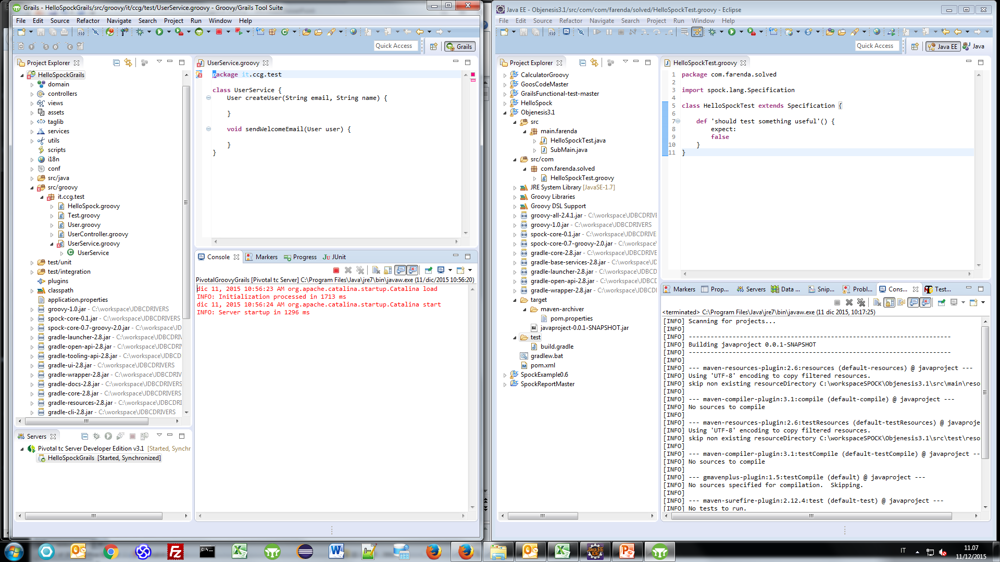 Grails - HelloSpockGrails/src/groovy/it/ccg/test/UserService.groovy - Groovy/Grails Tool Suite
File Edit Source Refactor Navigate Search Project Run Window Help
Quick Access
Grails
Project Explorer
HelloSpockGrails
domain
controllers
views
assets
taglib
services
utils
scripts
i18n
conf
src/java
src/groovy
it.ccg.test
HelloSpock.groovy
Test.groovy
User.groovy
UserController.groovy
UserService.groovy
UserService
test/unit
test/integration
plugins
classpath
application.properties
groovy-1.0.jar - C:\workspace\JDBCDRIVERS
spock-core-0.1.jar - C:\workspace\JDBCDRIVERS
spock-core-0.7-groovy-2.0.jar - C:\workspace\JD
gradle-launcher-2.8.jar - C:\workspace\JDBCDR
gradle-open-api-2.8.jar - C:\workspace\JDBCDR
gradle-tooling-api-2.8.jar - C:\workspace\JDBCD
gradle-ui-2.8.jar - C:\workspace\JDBCDRIVERS
gradle-wrapper-2.8.jar - C:\workspace\JDBCDRI
gradle-docs-2.8.jar - C:\workspace\JDBCDRIVERS
gradle-core-2.8.jar - C:\workspace\JDBCDRIVERS
gradle-resources-2.8.jar - C:\workspace\JDBCDRI
gradle-cli-2.8.jar - C:\workspace\JDBCDRIVERS
Servers
Pivotal tc Server Developer Edition v3.1 [Started, Synchr
HelloSpockGrails [Started, Synchronized]
UserService.groovy
package it.ccg.test
class UserService {
User createUser(String email, String name) {
}
void sendWelcomeEmail(User user) {
}
}
Console Markers Progress JUnit
PivotalGroovyGrails [Pivotal tc Server] C:\Program Files\Java\jre7\bin\javaw.exe (11/dic/2015 10:56:20)
dic 11, 2015 10:56:23 AM org.apache.catalina.startup.Catalina load
INFO: Initialization processed in 1713 ms
dic 11, 2015 10:56:24 AM org.apache.catalina.startup.Catalina start
INFO: Server startup in 1296 ms
Java EE - Objenesis3.1/src/com/com/farenda/solved/HelloSpockTest.groovy - Eclipse
File Edit Source Refactor Navigate Search Project Run Window Help
Quick Access
Java EE Java
Project Explorer
CalculatorGroovy
GoosCodeMaster
GrailsFunctional-test-master
HelloSpock
Objenesis3.1
src
main.farenda
HelloSpockTest.java
SubMain.java
src/com
com.farenda.solved
HelloSpockTest.groovy
JRE System Library [JavaSE-1.7]
Groovy Libraries
Groovy DSL Support
groovy-all-2.4.1.jar - C:\workspace\JDBCDRIVE
groovy-1.0.jar - C:\workspace\JDBCDRIVERS
spock-core-0.1.jar - C:\workspace\JDBCDRIVE
spock-core-0.7-groovy-2.0.jar - C:\workspace\
gradle-core-2.8.jar - C:\workspace\JDBCDRIV
gradle-base-services-2.8.jar - C:\workspace\J
gradle-launcher-2.8.jar - C:\workspace\JDBC
gradle-open-api-2.8.jar - C:\workspace\JDBC
gradle-wrapper-2.8.jar - C:\workspace\JDBCD
target
maven-archiver
pom.properties
javaproject-0.0.1-SNAPSHOT.jar
test
build.gradle
gradlew.bat
pom.xml
SpockExample0.6
SpockReportMaster
HelloSpockTest.groovy
1 package com.farenda.solved
2
3 import spock.lang.Specification
4
5 class HelloSpockTest extends Specification {
6
7 def 'should test something useful'() {
8 expect:
9 false
10 }
11 }
Markers Prop... Servers Data ... Snip... Probl... Cons... Test...
<terminated> C:\Program Files\Java\jre7\bin\javaw.exe (11 dic 2015, 10:17:25)
[INFO] Scanning for projects...
[INFO]
[INFO] ------------------------------------------------------------------------
[INFO] Building javaproject 0.0.1-SNAPSHOT
[INFO] ------------------------------------------------------------------------
[INFO]
[INFO] --- maven-resources-plugin:2.6:resources (default-resources) @ javaproject ---
[INFO] Using 'UTF-8' encoding to copy filtered resources.
[INFO] skip non existing resourceDirectory C:\workspaceSPOCK\Objenesis3.1\src\main\reso
[INFO]
[INFO] --- maven-compiler-plugin:3.1:compile (default-compile) @ javaproject ---
[INFO] No sources to compile
[INFO]
[INFO] --- maven-resources-plugin:2.6:testResources (default-testResources) @ javaproje
[INFO] Using 'UTF-8' encoding to copy filtered resources.
[INFO] skip non existing resourceDirectory C:\workspaceSPOCK\Objenesis3.1\src\test\reso
[INFO]
[INFO] --- maven-compiler-plugin:3.1:testCompile (default-testCompile) @ javaproject --
[INFO] No sources to compile
[INFO]
[INFO] --- gmavenplus-plugin:1.5:testCompile (default) @ javaproject ---
[INFO] No sources specified for compilation.  Skipping.
[INFO]
[INFO] --- maven-surefire-plugin:2.12.4:test (default-test) @ javaproject ---
[INFO] No tests to run.
IT
11.07
11/12/2015